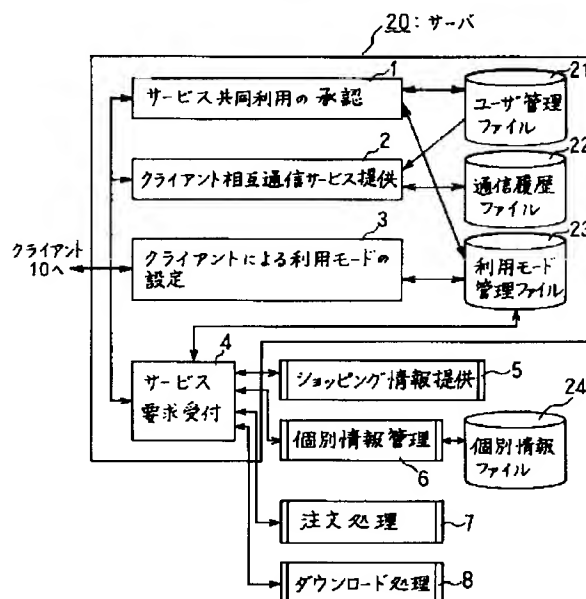 20:サーバ
1
サービス共同利用の承認
21
ユーザ管理
ファイル
2
クライアント相互通信サービス提供
22
通信履歴
ファイル
3
クライアントによる利用モードの
設定
23
利用モード
管理ファイル
クライアント
10へ
4
サービス
要求受付
ショッピング情報提供
5
個別情報管理
6
24
個別情報
ファイル
注文処理
7
ダウンロード処理
8